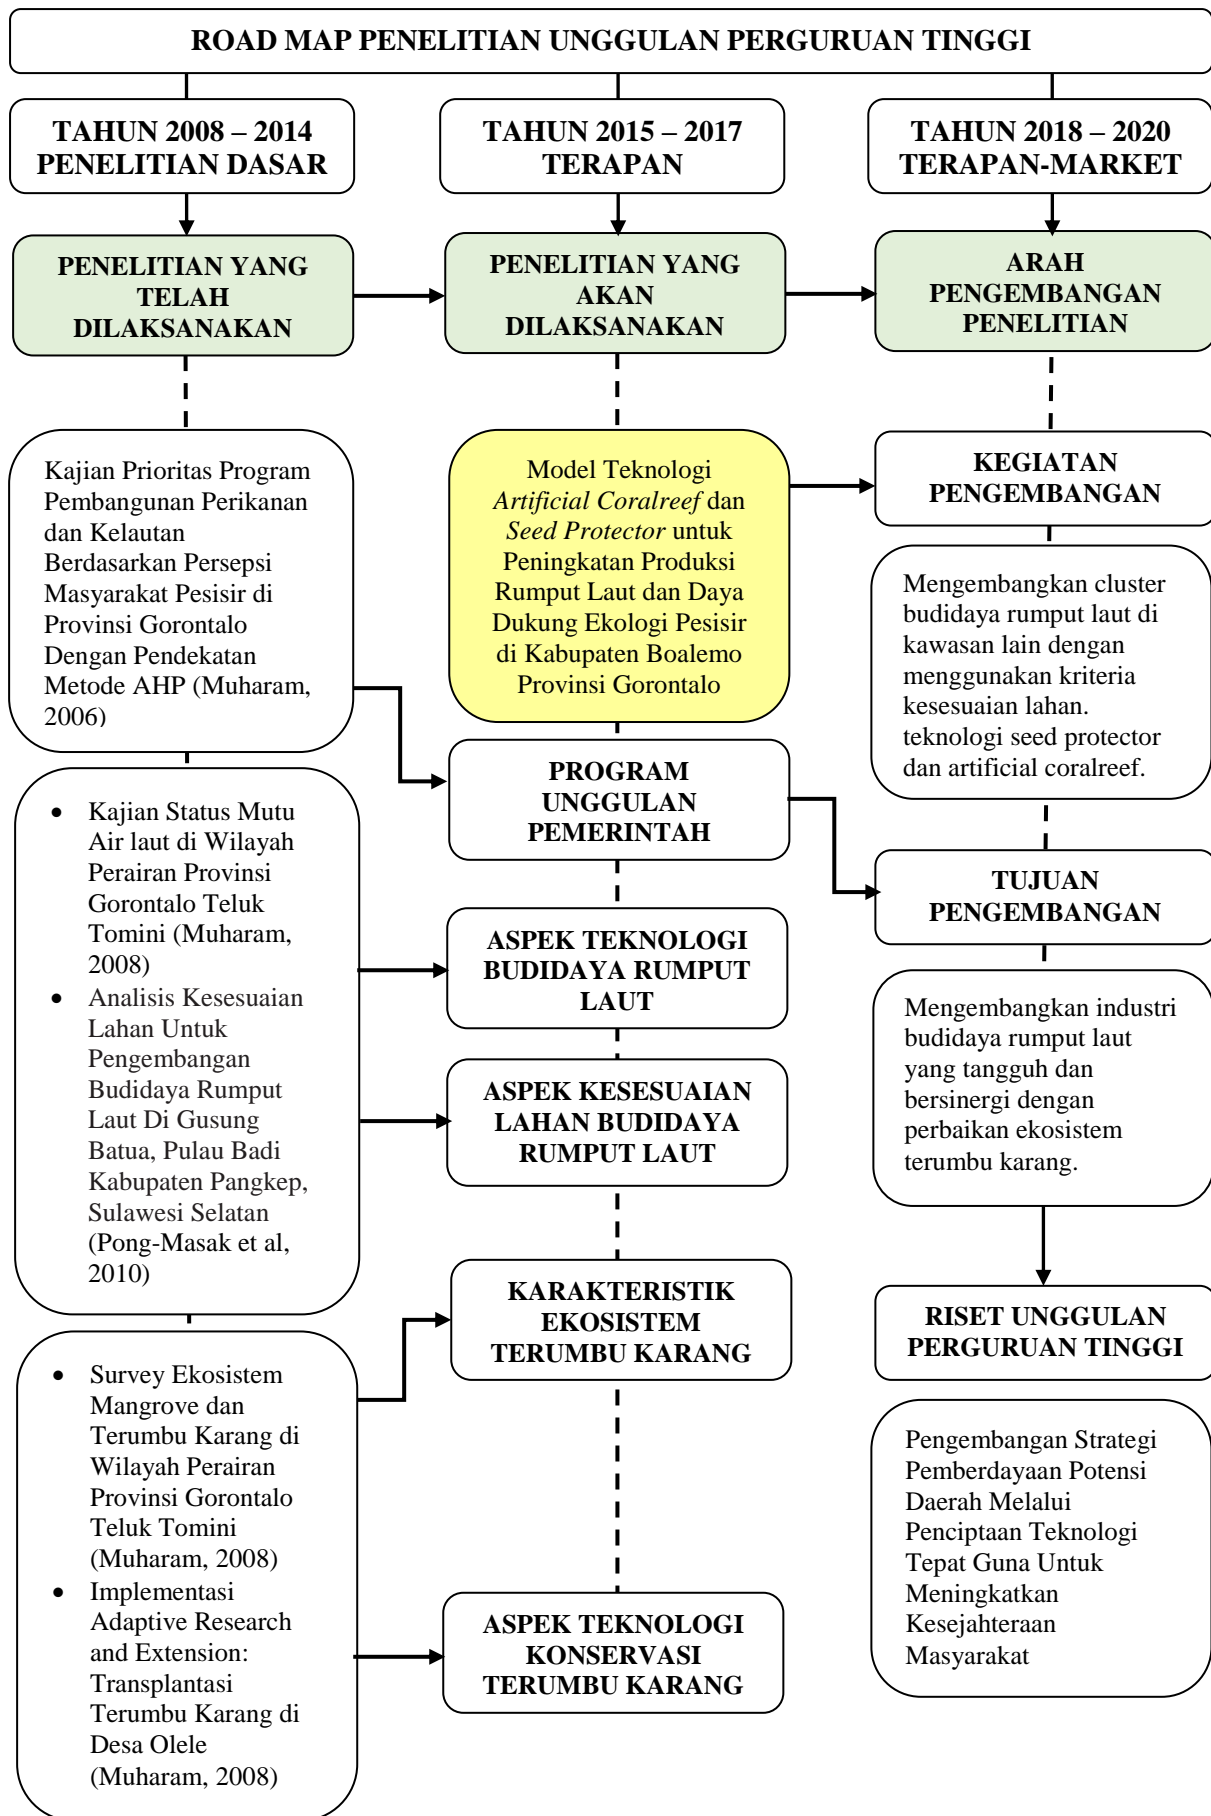 ROAD MAP PENELITIAN UNGGULAN PERGURUAN TINGGI
TAHUN 2008 – 2014
PENELITIAN DASAR
TAHUN 2015 – 2017
TERAPAN
TAHUN 2018 – 2020
TERAPAN-MARKET
PENELITIAN YANG
TELAH
DILAKSANAKAN
PENELITIAN YANG
AKAN
DILAKSANAKAN
ARAH
PENGEMBANGAN
PENELITIAN
Kajian Prioritas Program
Pembangunan Perikanan
dan Kelautan
Berdasarkan Persepsi
Masyarakat Pesisir di
Provinsi Gorontalo
Dengan Pendekatan
Metode AHP (Muharam,
2006)
• Kajian Status Mutu
Air laut di Wilayah
Perairan Provinsi
Gorontalo Teluk
Tomini (Muharam,
2008)
• Analisis Kesesuaian
Lahan Untuk
Pengembangan
Budidaya Rumput
Laut Di Gusung
Batua, Pulau Badi
Kabupaten Pangkep,
Sulawesi Selatan
(Pong-Masak et al,
2010)
• Survey Ekosistem
Mangrove dan
Terumbu Karang di
Wilayah Perairan
Provinsi Gorontalo
Teluk Tomini
(Muharam, 2008)
• Implementasi
Adaptive Research
and Extension:
Transplantasi
Terumbu Karang di
Desa Olele
(Muharam, 2008)
Model Teknologi
Artificial Coralreef dan
Seed Protector untuk
Peningkatan Produksi
Rumput Laut dan Daya
Dukung Ekologi Pesisir
di Kabupaten Boalemo
Provinsi Gorontalo
PROGRAM
UNGGULAN
PEMERINTAH
ASPEK TEKNOLOGI
BUDIDAYA RUMPUT
LAUT
ASPEK KESESUAIAN
LAHAN BUDIDAYA
RUMPUT LAUT
KARAKTERISTIK
EKOSISTEM
TERUMBU KARANG
ASPEK TEKNOLOGI
KONSERVASI
TERUMBU KARANG
KEGIATAN
PENGEMBANGAN
Mengembangkan cluster
budidaya rumput laut di
kawasan lain dengan
menggunakan kriteria
kesesuaian lahan.
teknologi seed protector
dan artificial coralreef.
TUJUAN
PENGEMBANGAN
Mengembangkan industri
budidaya rumput laut
yang tangguh dan
bersinergi dengan
perbaikan ekosistem
terumbu karang.
RISET UNGGULAN
PERGURUAN TINGGI
Pengembangan Strategi
Pemberdayaan Potensi
Daerah Melalui
Penciptaan Teknologi
Tepat Guna Untuk
Meningkatkan
Kesejahteraan
Masyarakat